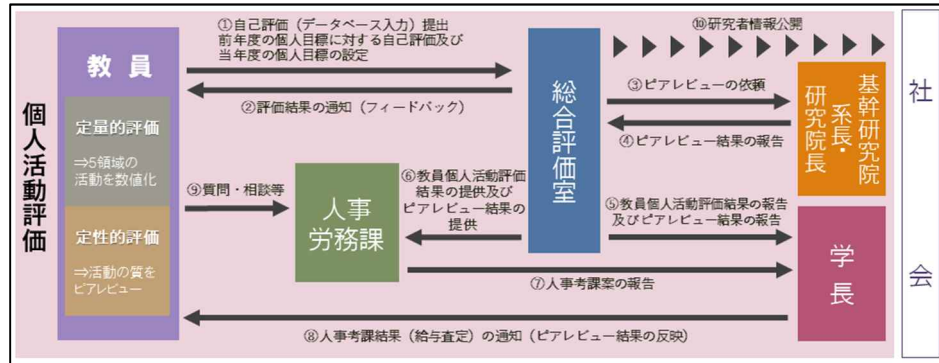 個人活動評価
教員
定量的評価
⇒5領域の
活動を数値化
定性的評価
⇒活動の質を
ピアレビュー
①自己評価（データベース入力）提出
前年度の個人目標に対する自己評価及び
当年度の個人目標の設定
②評価結果の通知（フィードバック）
⑨質問・相談等
人事
労務課
⑥教員個人活動評価
結果の提供及び
ピアレビュー結果の
提供
総合評価室
⑩研究者情報公開
③ピアレビューの依頼
④ピアレビュー結果の報告
基幹研究院
系長・
研究院長
⑤教員個人活動評価結果の報告
及びピアレビュー結果の報告
学長
⑦人事考課案の報告
⑧人事考課結果（給与査定）の通知（ピアレビュー結果の反映）
社会